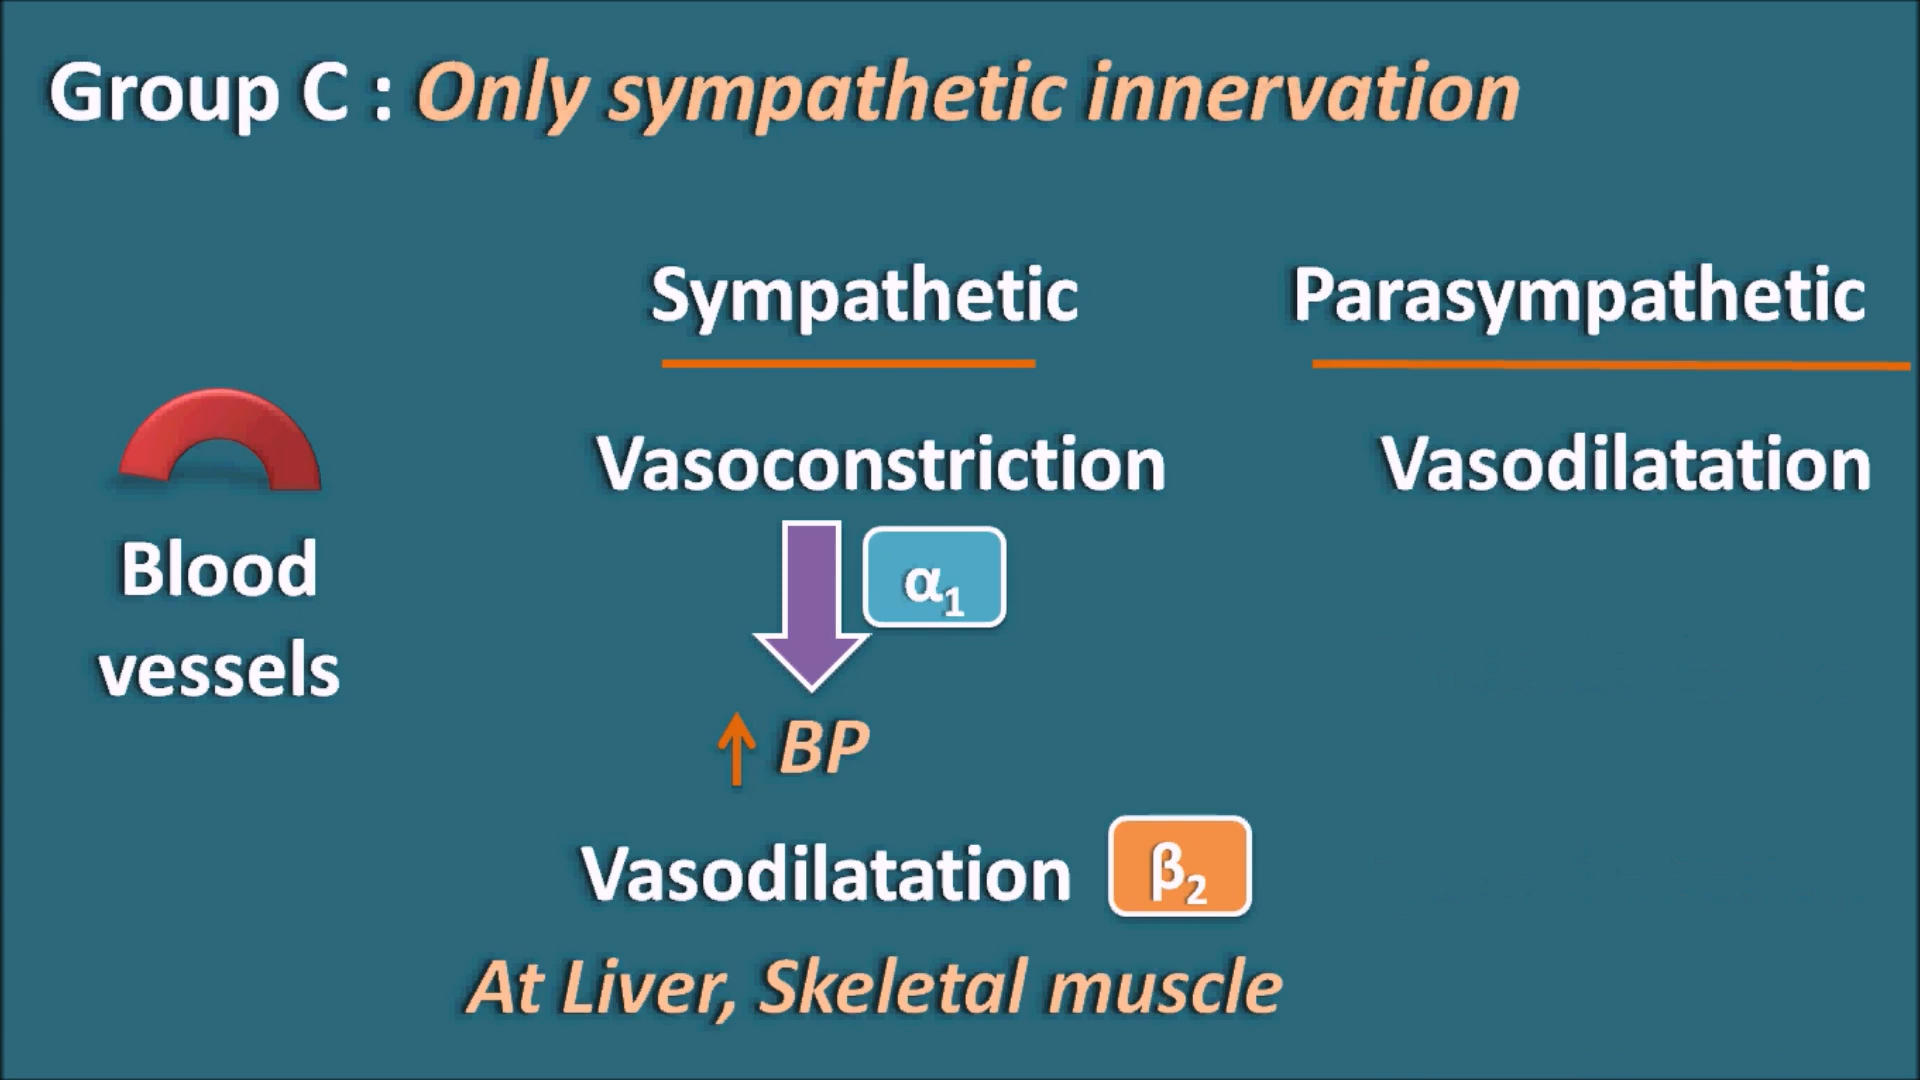 Group C : Only sympathetic innervation
Sympathetic
Parasympathetic
Vasoconstriction
Vasodilatation
α₁
Blood
vessels
↑ BP
Vasodilatation
β₂
At Liver, Skeletal muscle